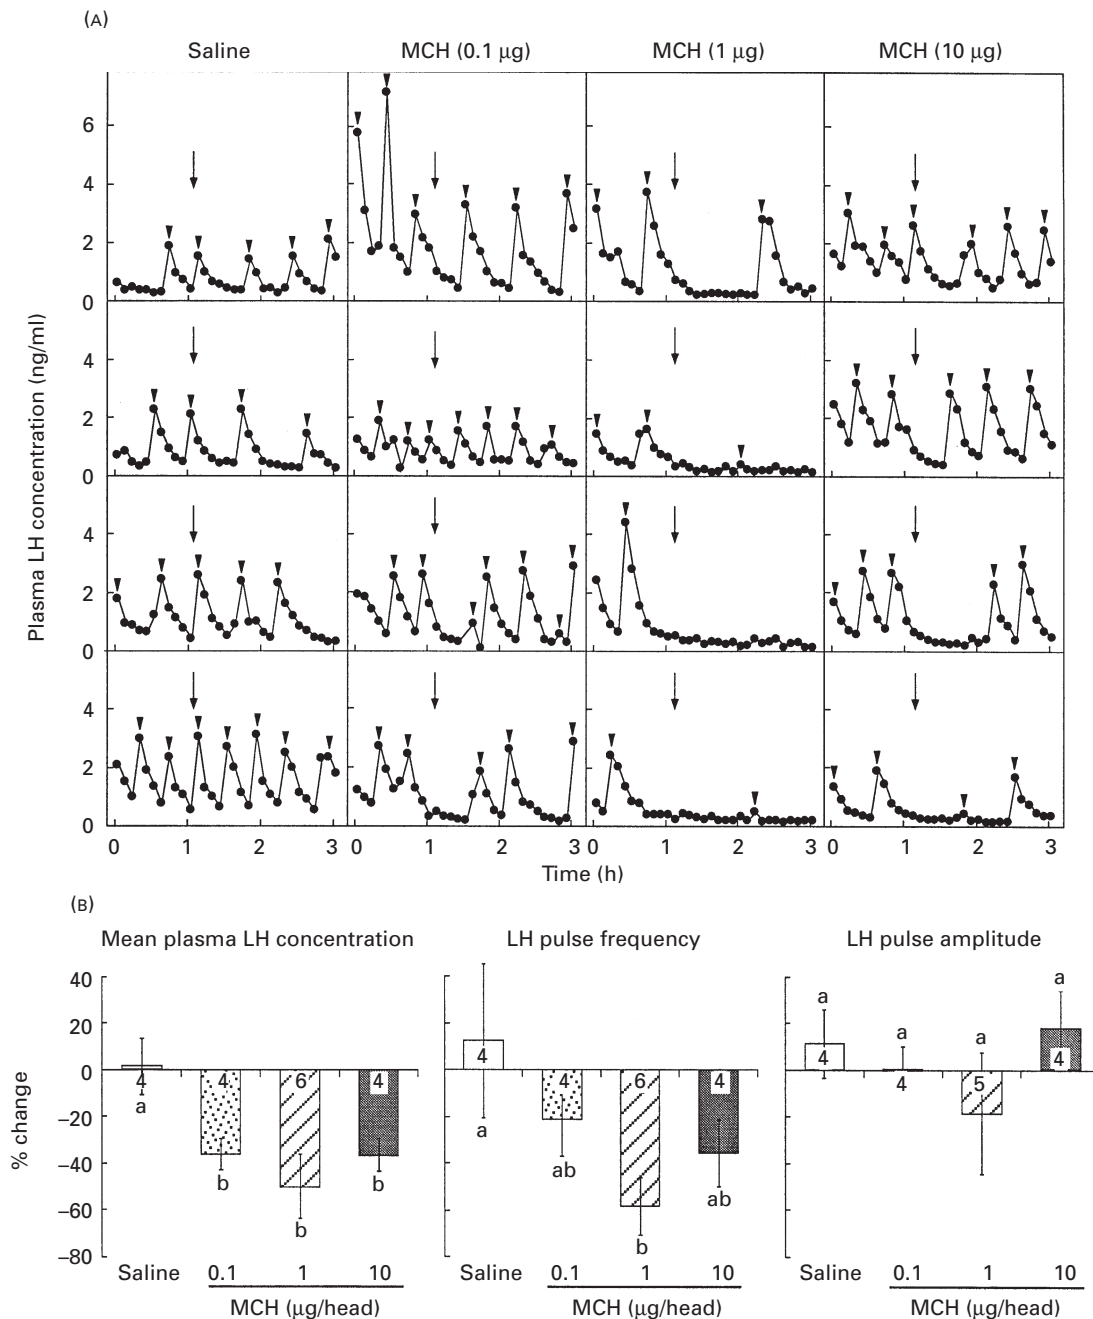 (A)
Saline MCH (0.1 μg) MCH (1 μg) MCH (10 μg)
6
4
2
0
4
2
0
4
2
0
4
2
0
Plasma LH concentration (ng/ml)
0 1 2 3 0 1 2 3 0 1 2 3 0 1 2 3
Time (h)
(B)
Mean plasma LH concentration LH pulse frequency LH pulse amplitude
40
20
0
–20
–40
–60
–80
% change
4 4 6 4
a b b b
4 4 6 4
a ab b ab
a a a a
4 4 5 4
Saline 0.1 1 10 Saline 0.1 1 10 Saline 0.1 1 10
MCH (μg/head) MCH (μg/head) MCH (μg/head)